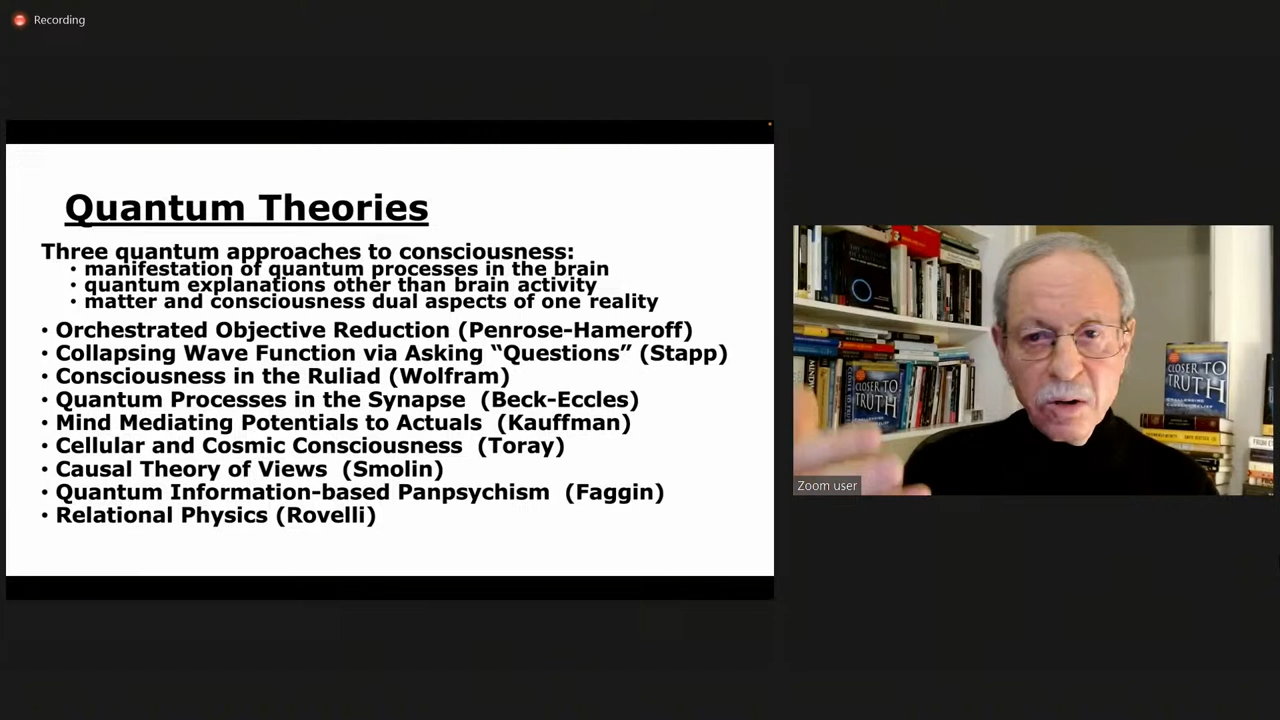 Recording
Quantum Theories
Three quantum approaches to consciousness:
• manifestation of quantum processes in the brain
• quantum explanations other than brain activity
• matter and consciousness dual aspects of one reality
• Orchestrated Objective Reduction (Penrose-Hameroff)
• Collapsing Wave Function via Asking “Questions” (Stapp)
• Consciousness in the Ruliad (Wolfram)
• Quantum Processes in the Synapse (Beck-Eccles)
• Mind Mediating Potentials to Actuals (Kauffman)
• Cellular and Cosmic Consciousness (Toray)
• Causal Theory of Views (Smolin)
• Quantum Information-based Panpsychism (Faggin)
• Relational Physics (Rovelli)
CLOSER TO
TRUTH
CLOSER TO
TRUTH
Zoom user